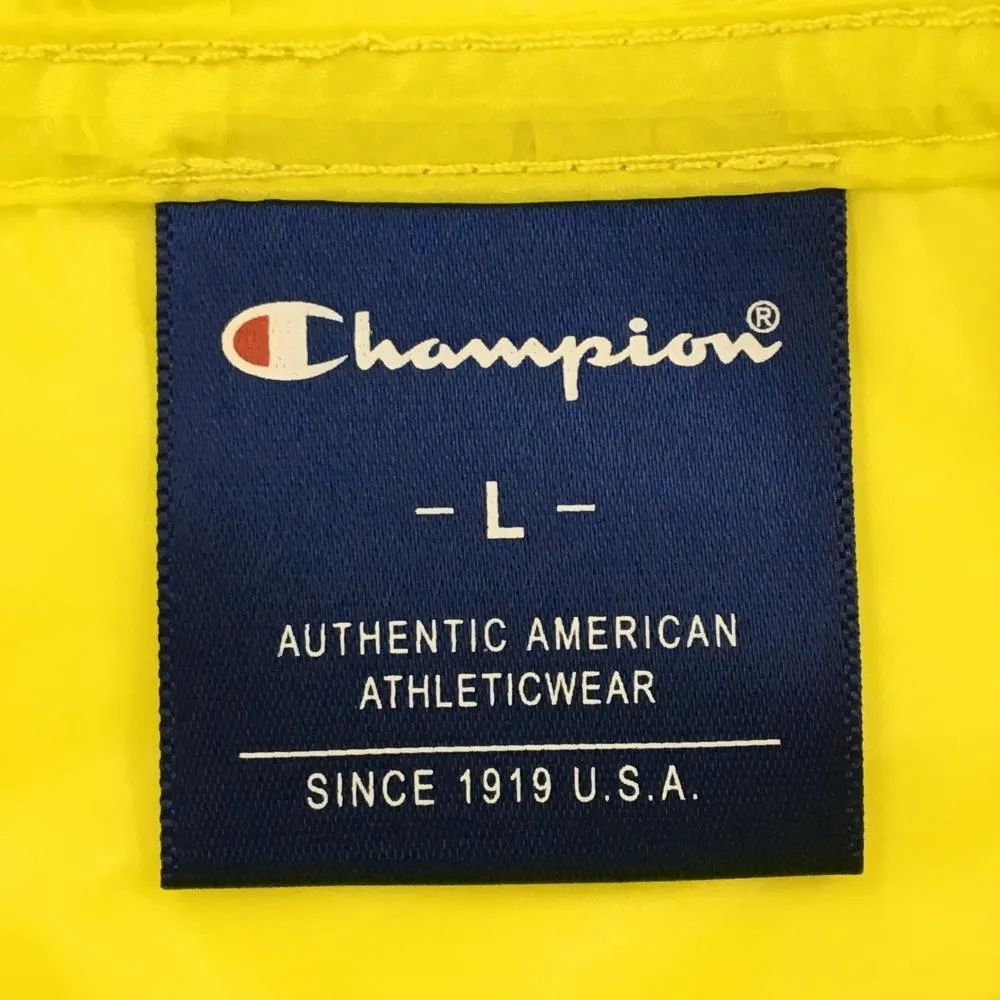 Champion®
- L -
AUTHENTIC AMERICAN
ATHLETICWEAR
SINCE 1919 U.S.A.